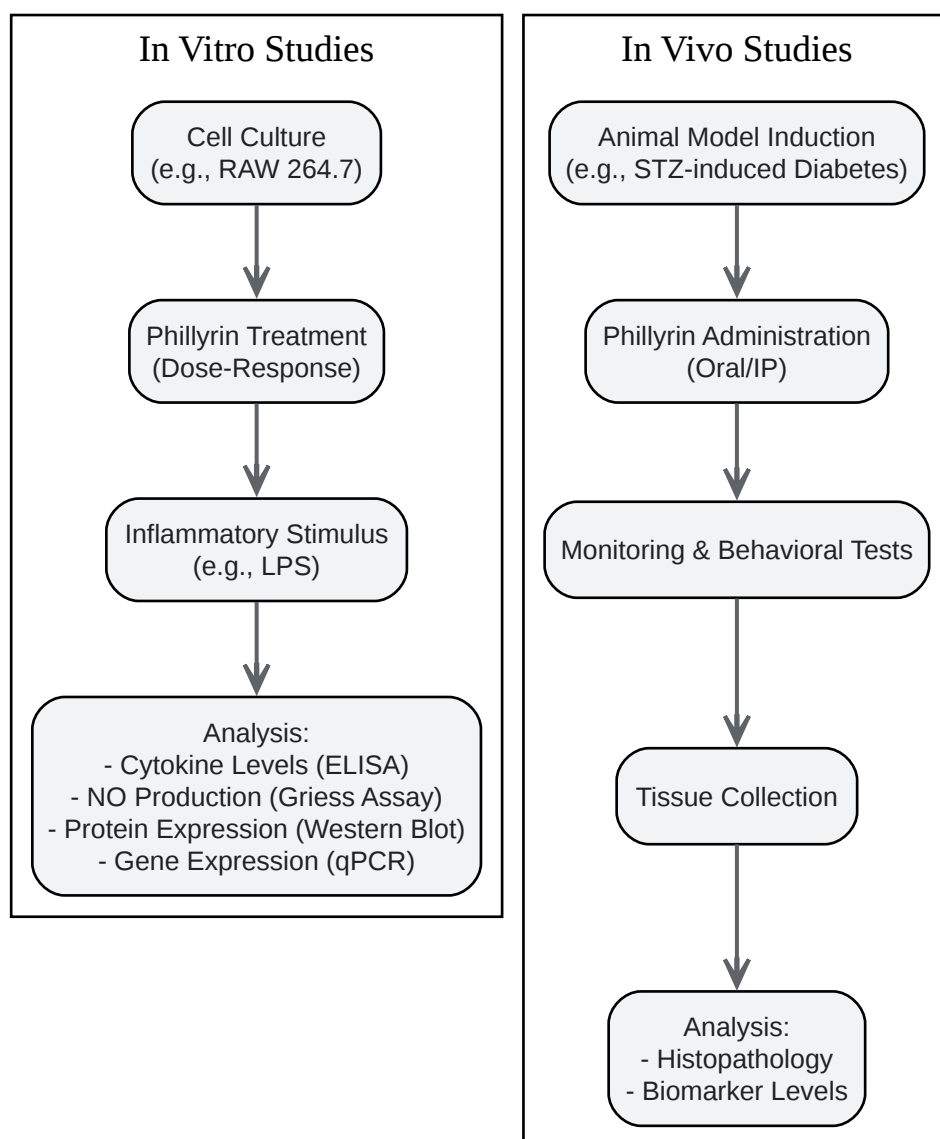 In Vitro Studies
Cell Culture
(e.g., RAW 264.7)
Phillyrin Treatment
(Dose-Response)
Inflammatory Stimulus
(e.g., LPS)
Analysis:
- Cytokine Levels (ELISA)
- NO Production (Griess Assay)
- Protein Expression (Western Blot)
- Gene Expression (qPCR)
In Vivo Studies
Animal Model Induction
(e.g., STZ-induced Diabetes)
Phillyrin Administration
(Oral/IP)
Monitoring & Behavioral Tests
Tissue Collection
Analysis:
- Histopathology
- Biomarker Levels